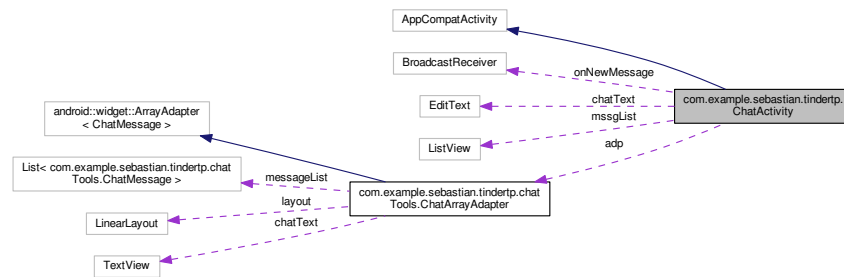 AppCompatActivity
BroadcastReceiver
onNewMessage
EditText
chatText
com.example.sebastian.tindertp.
ChatActivity
mssgList
ListView
adp
android::widget::ArrayAdapter
< ChatMessage >
List< com.example.sebastian.tindertp.chat
Tools.ChatMessage >
messageList
com.example.sebastian.tindertp.chat
Tools.ChatArrayAdapter
layout
LinearLayout
chatText
TextView